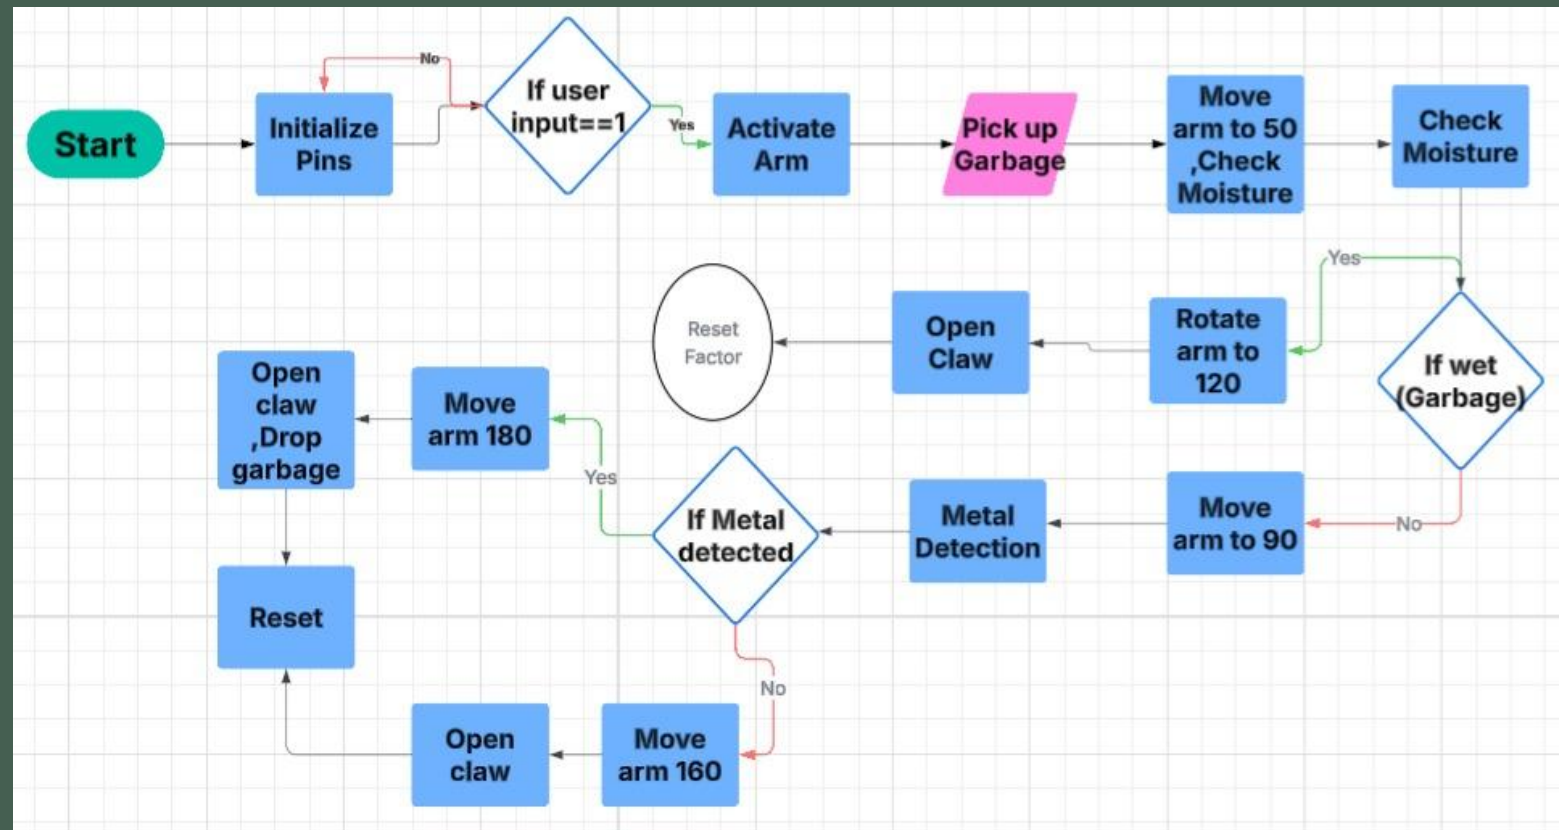 Start
Initialize
Pins
No
If user
input==1
Yes
Activate
Arm
Pick up
Garbage
Move
arm to 50
,Check
Moisture
Check
Moisture
Yes
If wet
(Garbage)
Rotate
arm to
120
Open
Claw
Reset
Factor
No
Move
arm to 90
Metal
Detection
If Metal
detected
Yes
Move
arm 180
Open
claw
,Drop
garbage
Reset
No
Move
arm 160
Open
claw